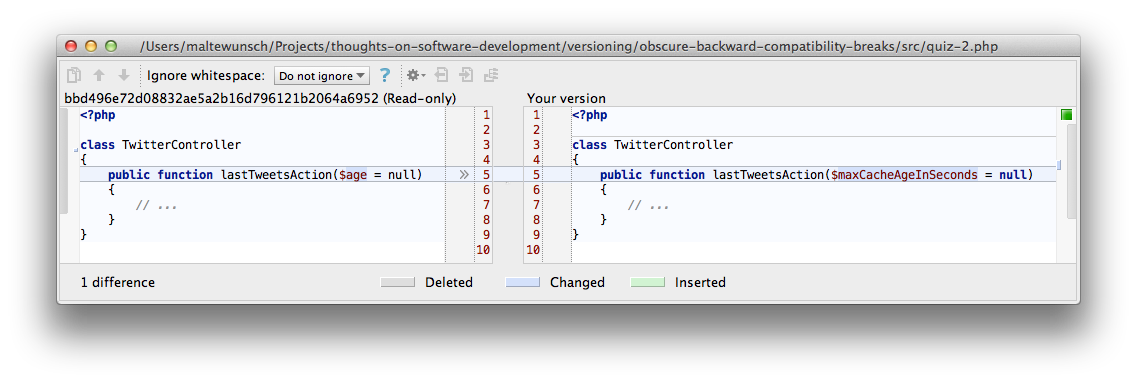 /Users/maltewunsch/Projects/thoughts-on-software-development/versioning/obscure-backward-compatibility-breaks/src/quiz-2.php
Ignore whitespace: Do not ignore ?
bbd496e72d08832ae5a2b16d796121b2064a6952 (Read-only)
Your version
<?php 1
2
class TwitterController 3
{ 4
public function lastTweetsAction($age = null) » 5
{ 6
// ... 7
} 8
} 9
10
1 <?php
2
3 class TwitterController
4 {
5 public function lastTweetsAction($maxCacheAgeInSeconds = null)
6 {
7 // ...
8 }
9 }
10
1 difference
Deleted
Changed
Inserted